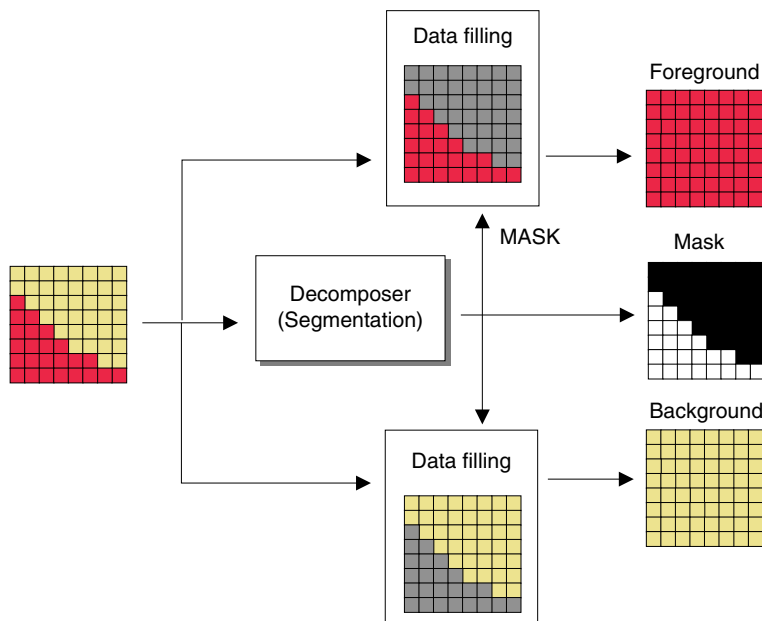 Data filling
Foreground
MASK
Mask
Decomposer
(Segmentation)
Background
Data filling